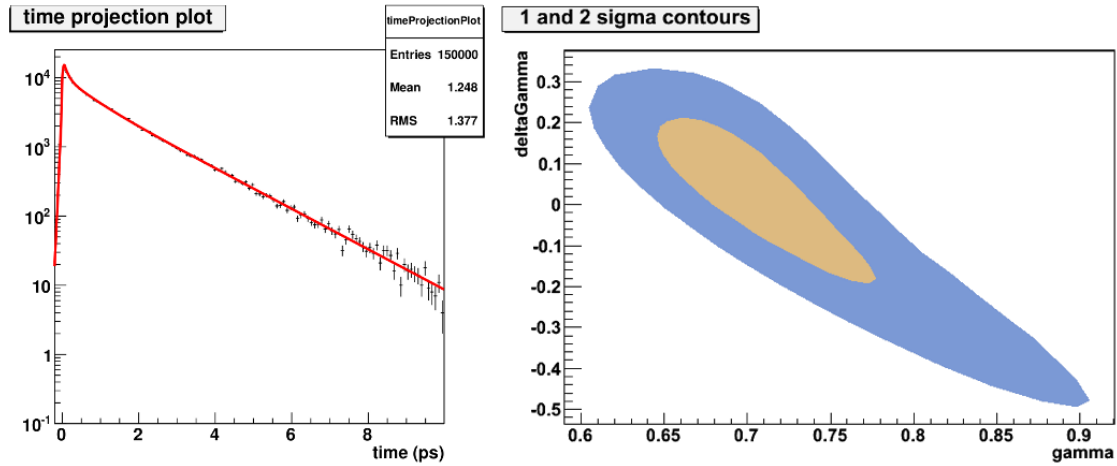 time projection plot
timeProjectionPlot
Entries 150000
Mean 1.248
RMS 1.377
10^4
10^3
10^2
10
1
10^-1
0 2 4 6 8
time (ps)
1 and 2 sigma contours
deltaGamma
0.3
0.2
0.1
0
-0.1
-0.2
-0.3
-0.4
-0.5
0.6 0.65 0.7 0.75 0.8 0.85 0.9
gamma